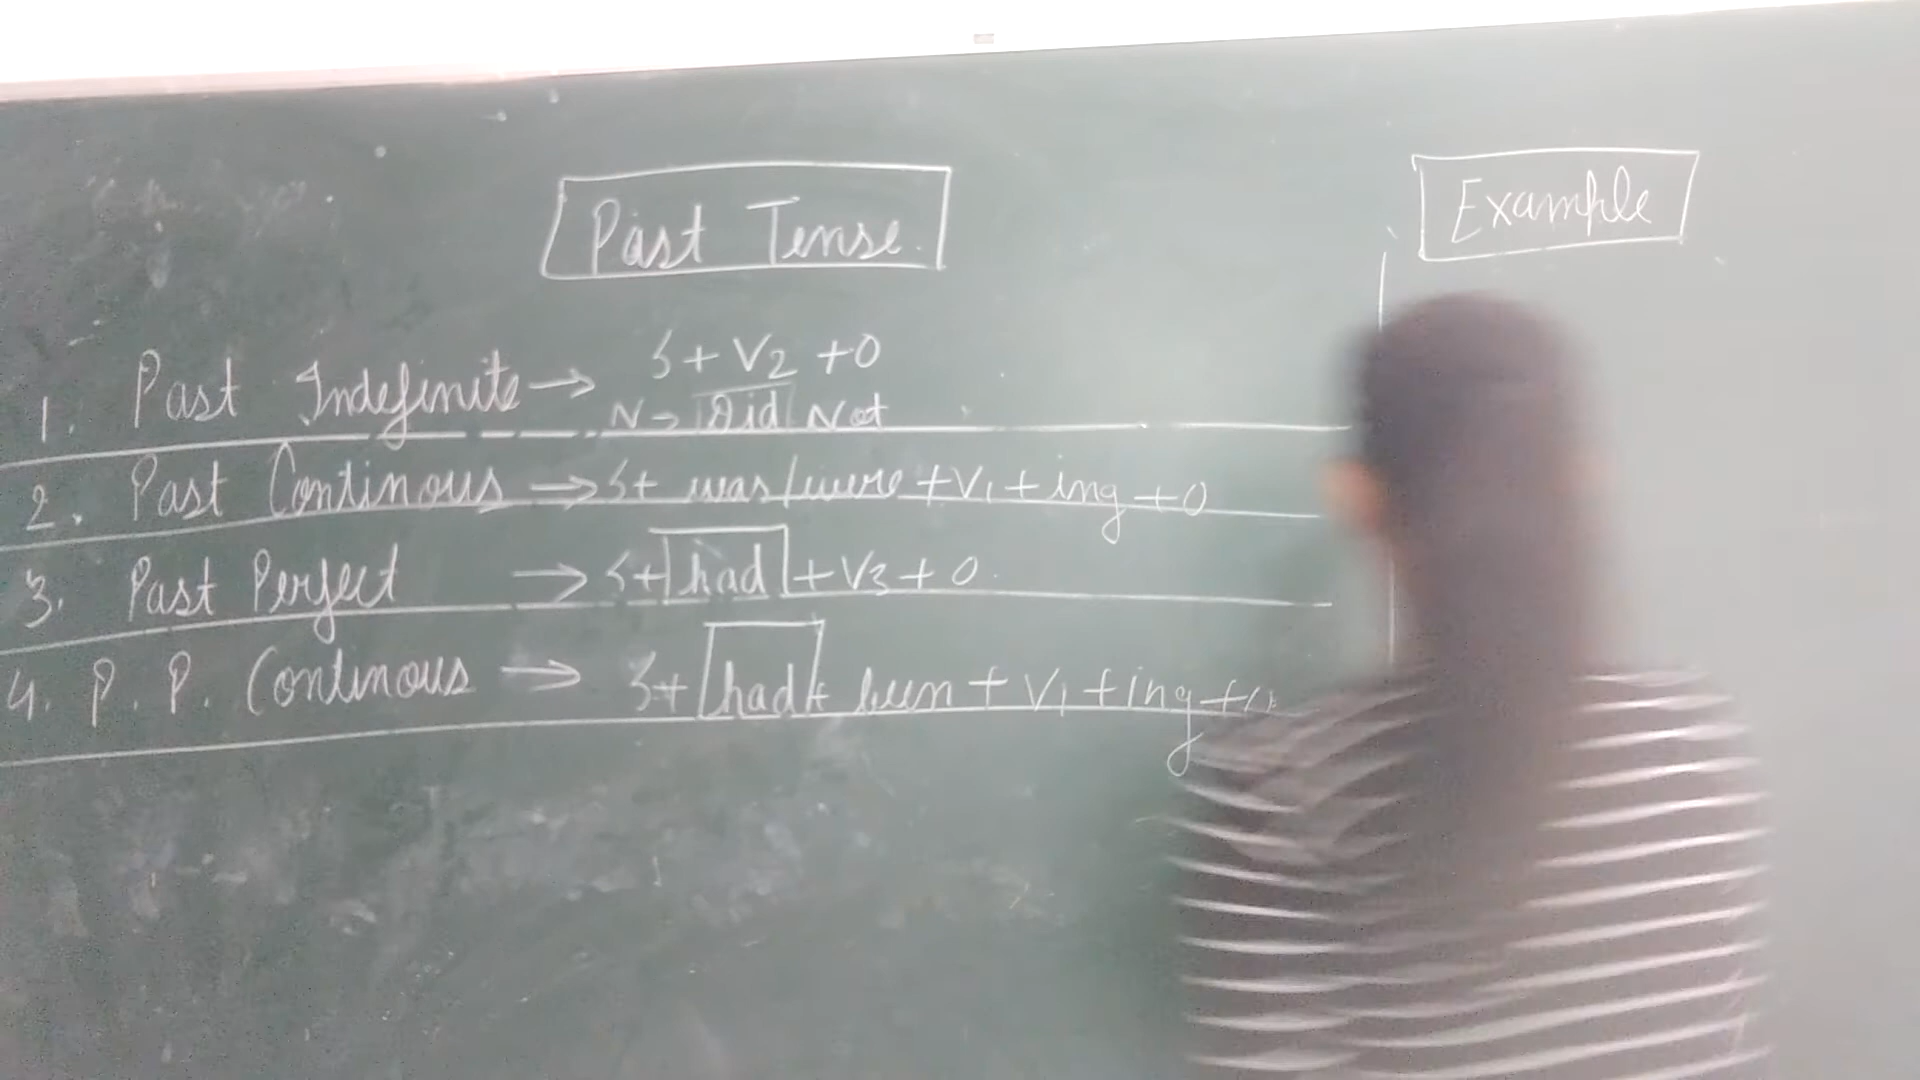 Past Tense
Example
1. Past Indefinite → S + V2 + O
N → Did Not
2. Past Continous → S + was/were + V1 + ing + O
3. Past Perfect → S + had + V3 + O
4. P. P. Continous → S + had + been + V1 + ing +